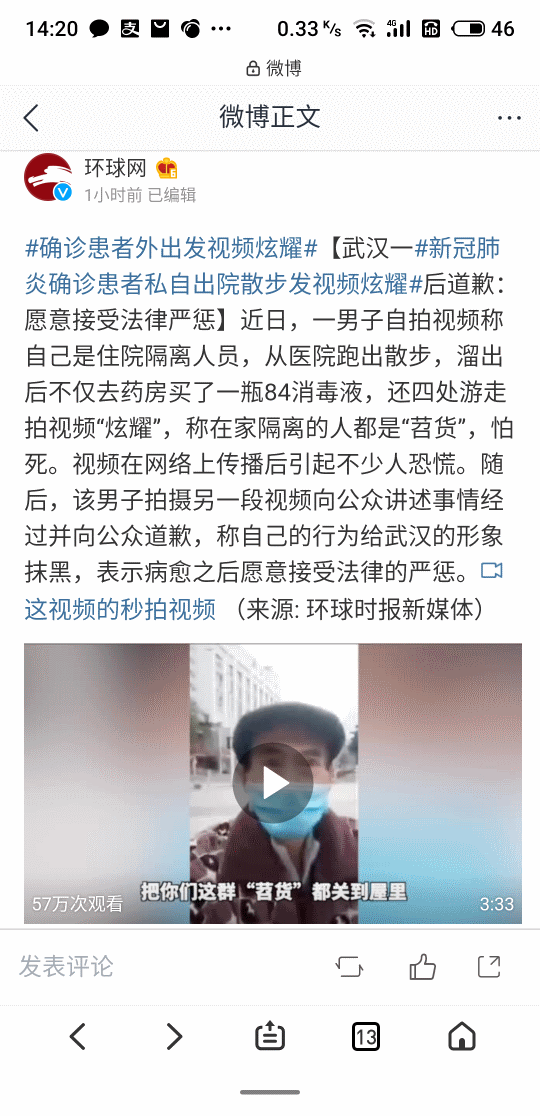 14:20
0.33 K/s 4G HD 46
微博
微博正文
环球网
1小时前 已编辑
#确诊患者外出发视频炫耀#【武汉一#新冠肺
炎确诊患者私自出院散步发视频炫耀#后道歉：
愿意接受法律严惩】近日，一男子自拍视频称
自己是住院隔离人员，从医院跑出散步，溜出
后不仅去药房买了一瓶84消毒液，还四处游走
拍视频“炫耀”，称在家隔离的人都是“苕货”，怕
死。视频在网络上传播后引起不少人恐慌。随
后，该男子拍摄另一段视频向公众讲述事情经
过并向公众道歉，称自己的行为给武汉的形象
抹黑，表示病愈之后愿意接受法律的严惩。
这视频的秒拍视频 （来源: 环球时报新媒体）
把你们这群“苕货”都关到屋里
57万次观看
3:33
发表评论
13